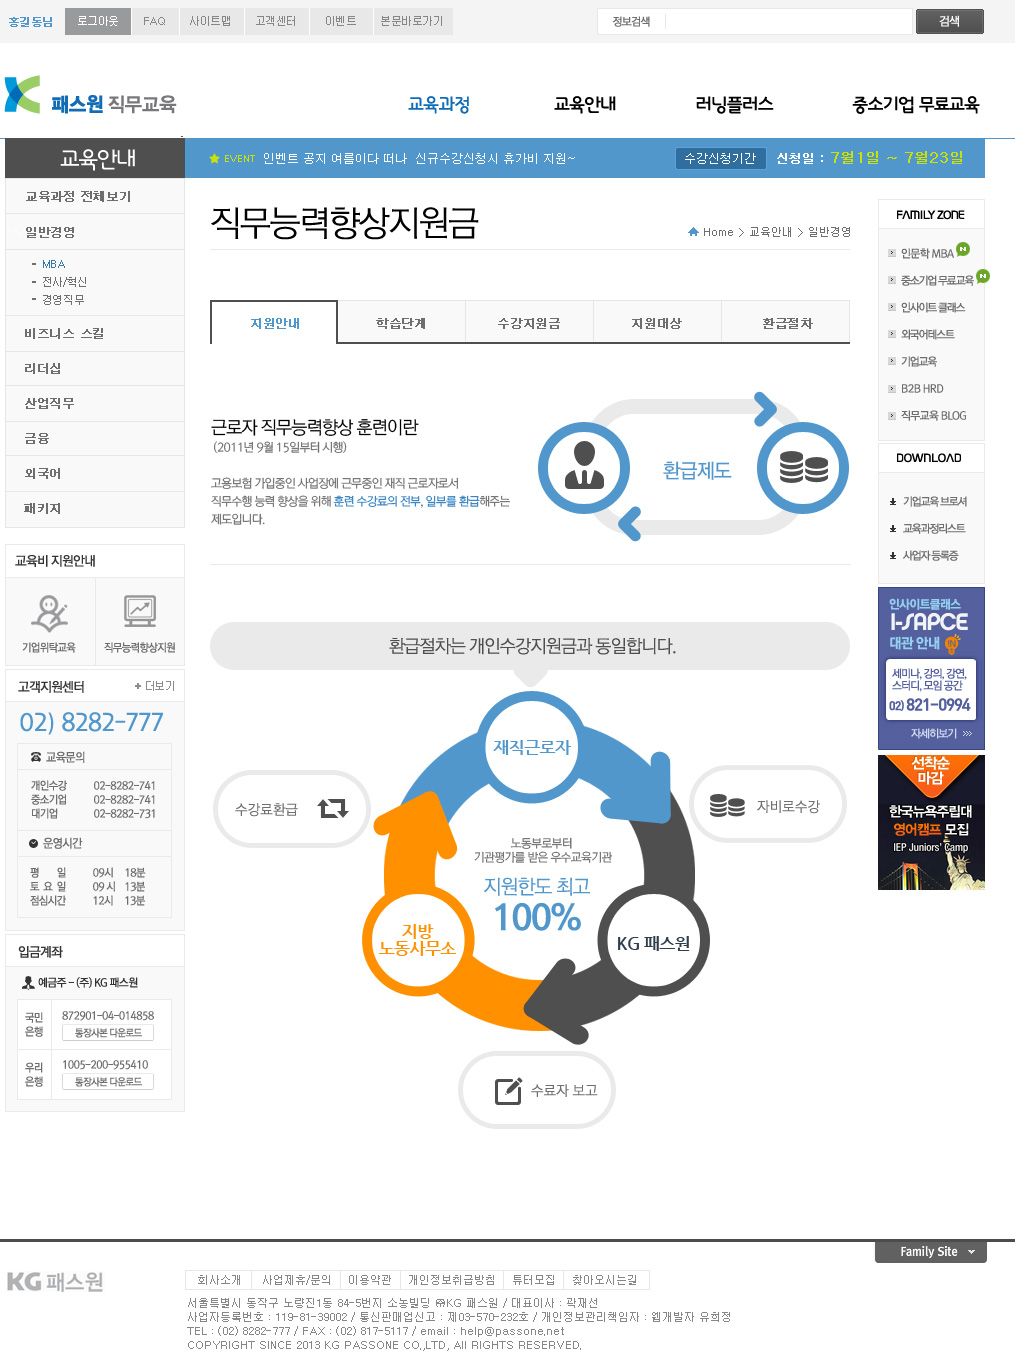 홍길동님 로그아웃 FAQ 사이트맵 고객센터 이벤트 본문바로가기 정보검색 검색
패스원 직무교육 교육과정 교육안내 러닝플러스 중소기업 무료교육
교육안내
EVENT 인벤트 공지 여름이다 떠나 신규수강신청시 휴가비 지원~ 수강신청기간 신청일 : 7월1일 ~ 7월23일
교육과정 전체보기
일반경영
- MBA
- 전사/혁신
- 경영직무
비즈니스 스킬
리더십
산업직무
금융
외국어
패키지
교육비 지원안내
기업위탁교육 직무능력향상지원
고객지원센터 + 더보기
02) 8282-777
교육문의
개인수강 02-8282-741
중소기업 02-8282-741
대기업 02-8282-731
운영시간
평 일 09시 18분
토 요 일 09 시 13분
점심시간 12시 13분
입금계좌
예금주 - (주) KG 패스원
국민은행 872901-04-014858
통장사본 다운로드
우리은행 1005-200-955410
통장사본 다운로드
직무능력향상지원금
Home > 교육안내 > 일반경영
지원안내 학습단계 수강지원금 지원대상 환급절차
근로자 직무능력향상 훈련이란
(2011년 9월 15일부터 시행)
고용보험 가입중인 사업장에 근무중인 재직 근로자로서
직무수행 능력 향상을 위해 훈련 수강료의 전부, 일부를 환급해주는
제도입니다.
환급제도
환급절차는 개인수강지원금과 동일합니다.
재직근로자
수강료환급
자비로수강
노동부로부터
기관평가를 받은 우수교육기관
지원한도 최고
100%
지방
노동사무소
KG 패스원
수료자 보고
FAMILY ZONE
인문학 MBA N
중소기업 무료교육 N
인사이트 클래스
외국어테스트
기업교육
B2B HRD
직무교육 BLOG
DOWNLOAD
기업교육 브로셔
교육과정리스트
사업자 등록증
인사이트클래스
I-SAPCE
대관 안내 IN
세미나, 강의, 강연,
스터디, 모임 공간
02) 821-0994
자세히보기
선착순
마감
한국뉴욕주립대
영어캠프 모집
IEP Juniors' Camp
Family Site
KG 패스원
회사소개 사업제휴/문의 이용약관 개인정보취급방침 튜터모집 찾아오시는길
서울특별시 동작구 노량진1동 84-5번지 소농빌딩 ㈜KG 패스원 / 대표이사 : 곽재선
사업자등록번호 : 119-81-39002 / 통신판매업신고 : 제03-570-232호 / 개인정보관리책임자 : 웹개발자 유희정
TEL : (02) 8282-777 / FAX : (02) 817-5117 / email : help@passone.net
COPYRIGHT SINCE 2013 KG PASSONE CO.,LTD, All RIGHTS RESERVED.